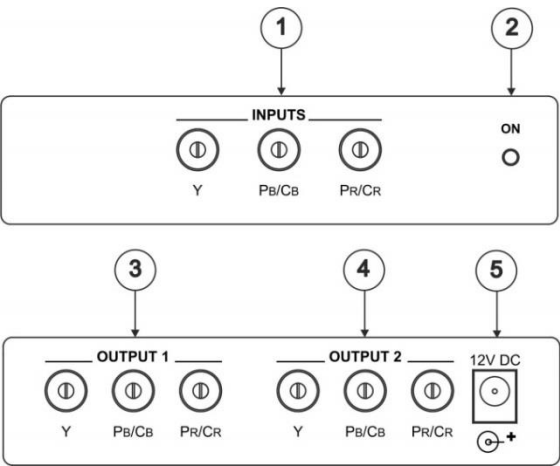 1 2
INPUTS
ON
Y PB/CB PR/CR
3 4 5
OUTPUT 1 OUTPUT 2 12V DC
Y PB/CB PR/CR Y PB/CB PR/CR
+